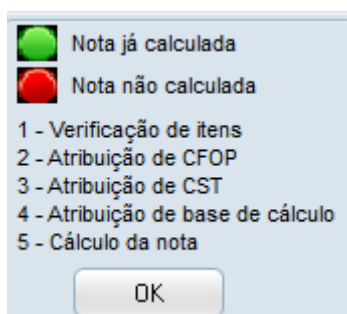 Nota já calculada
Nota não calculada
1 - Verificação de itens
2 - Atribuição de CFOP
3 - Atribuição de CST
4 - Atribuição de base de cálculo
5 - Cálculo da nota
OK